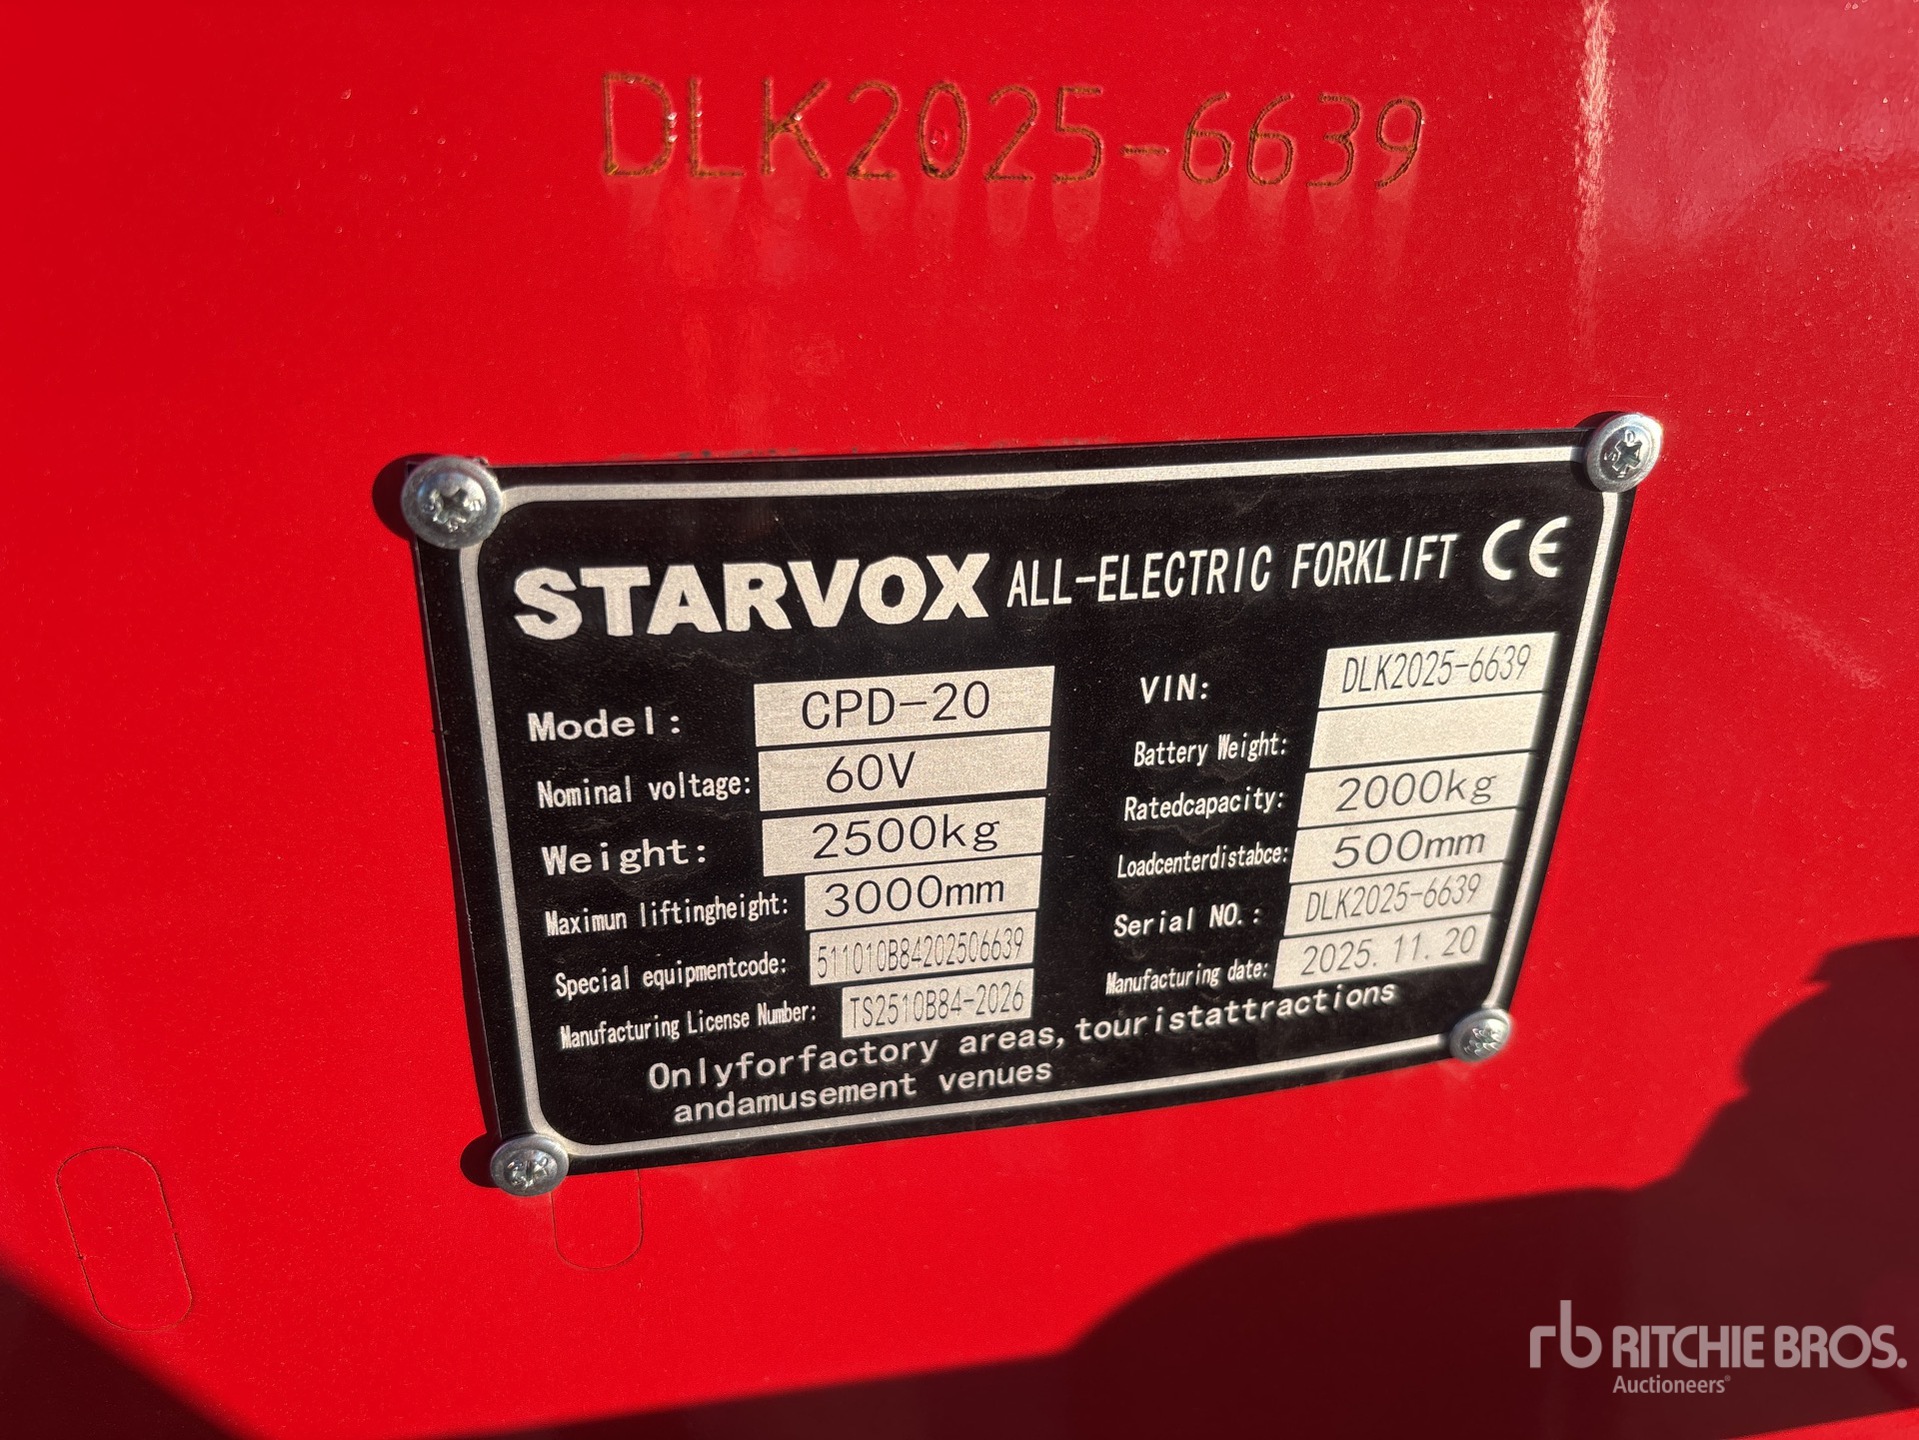 DLK2025-6639
STARVOX ALL-ELECTRIC FORKLIFT CE
Model: CPD-20
VIN: DLK2025-6639
Nominal voltage: 60V
Battery Weight:
Weight: 2500kg
Ratedcapacity: 2000kg
Maximun liftingheight: 3000mm
Loadcenterdistabce: 500mm
Special equipmentcode: 511010B84202506639
Serial NO.: DLK2025-6639
Manufacturing License Number: TS2510B84-2026
Manufacturing date: 2025.11.20
Onlyforfactory areas,touristattractions
andamusement venues
rb RITCHIE BROS.
Auctioneers®